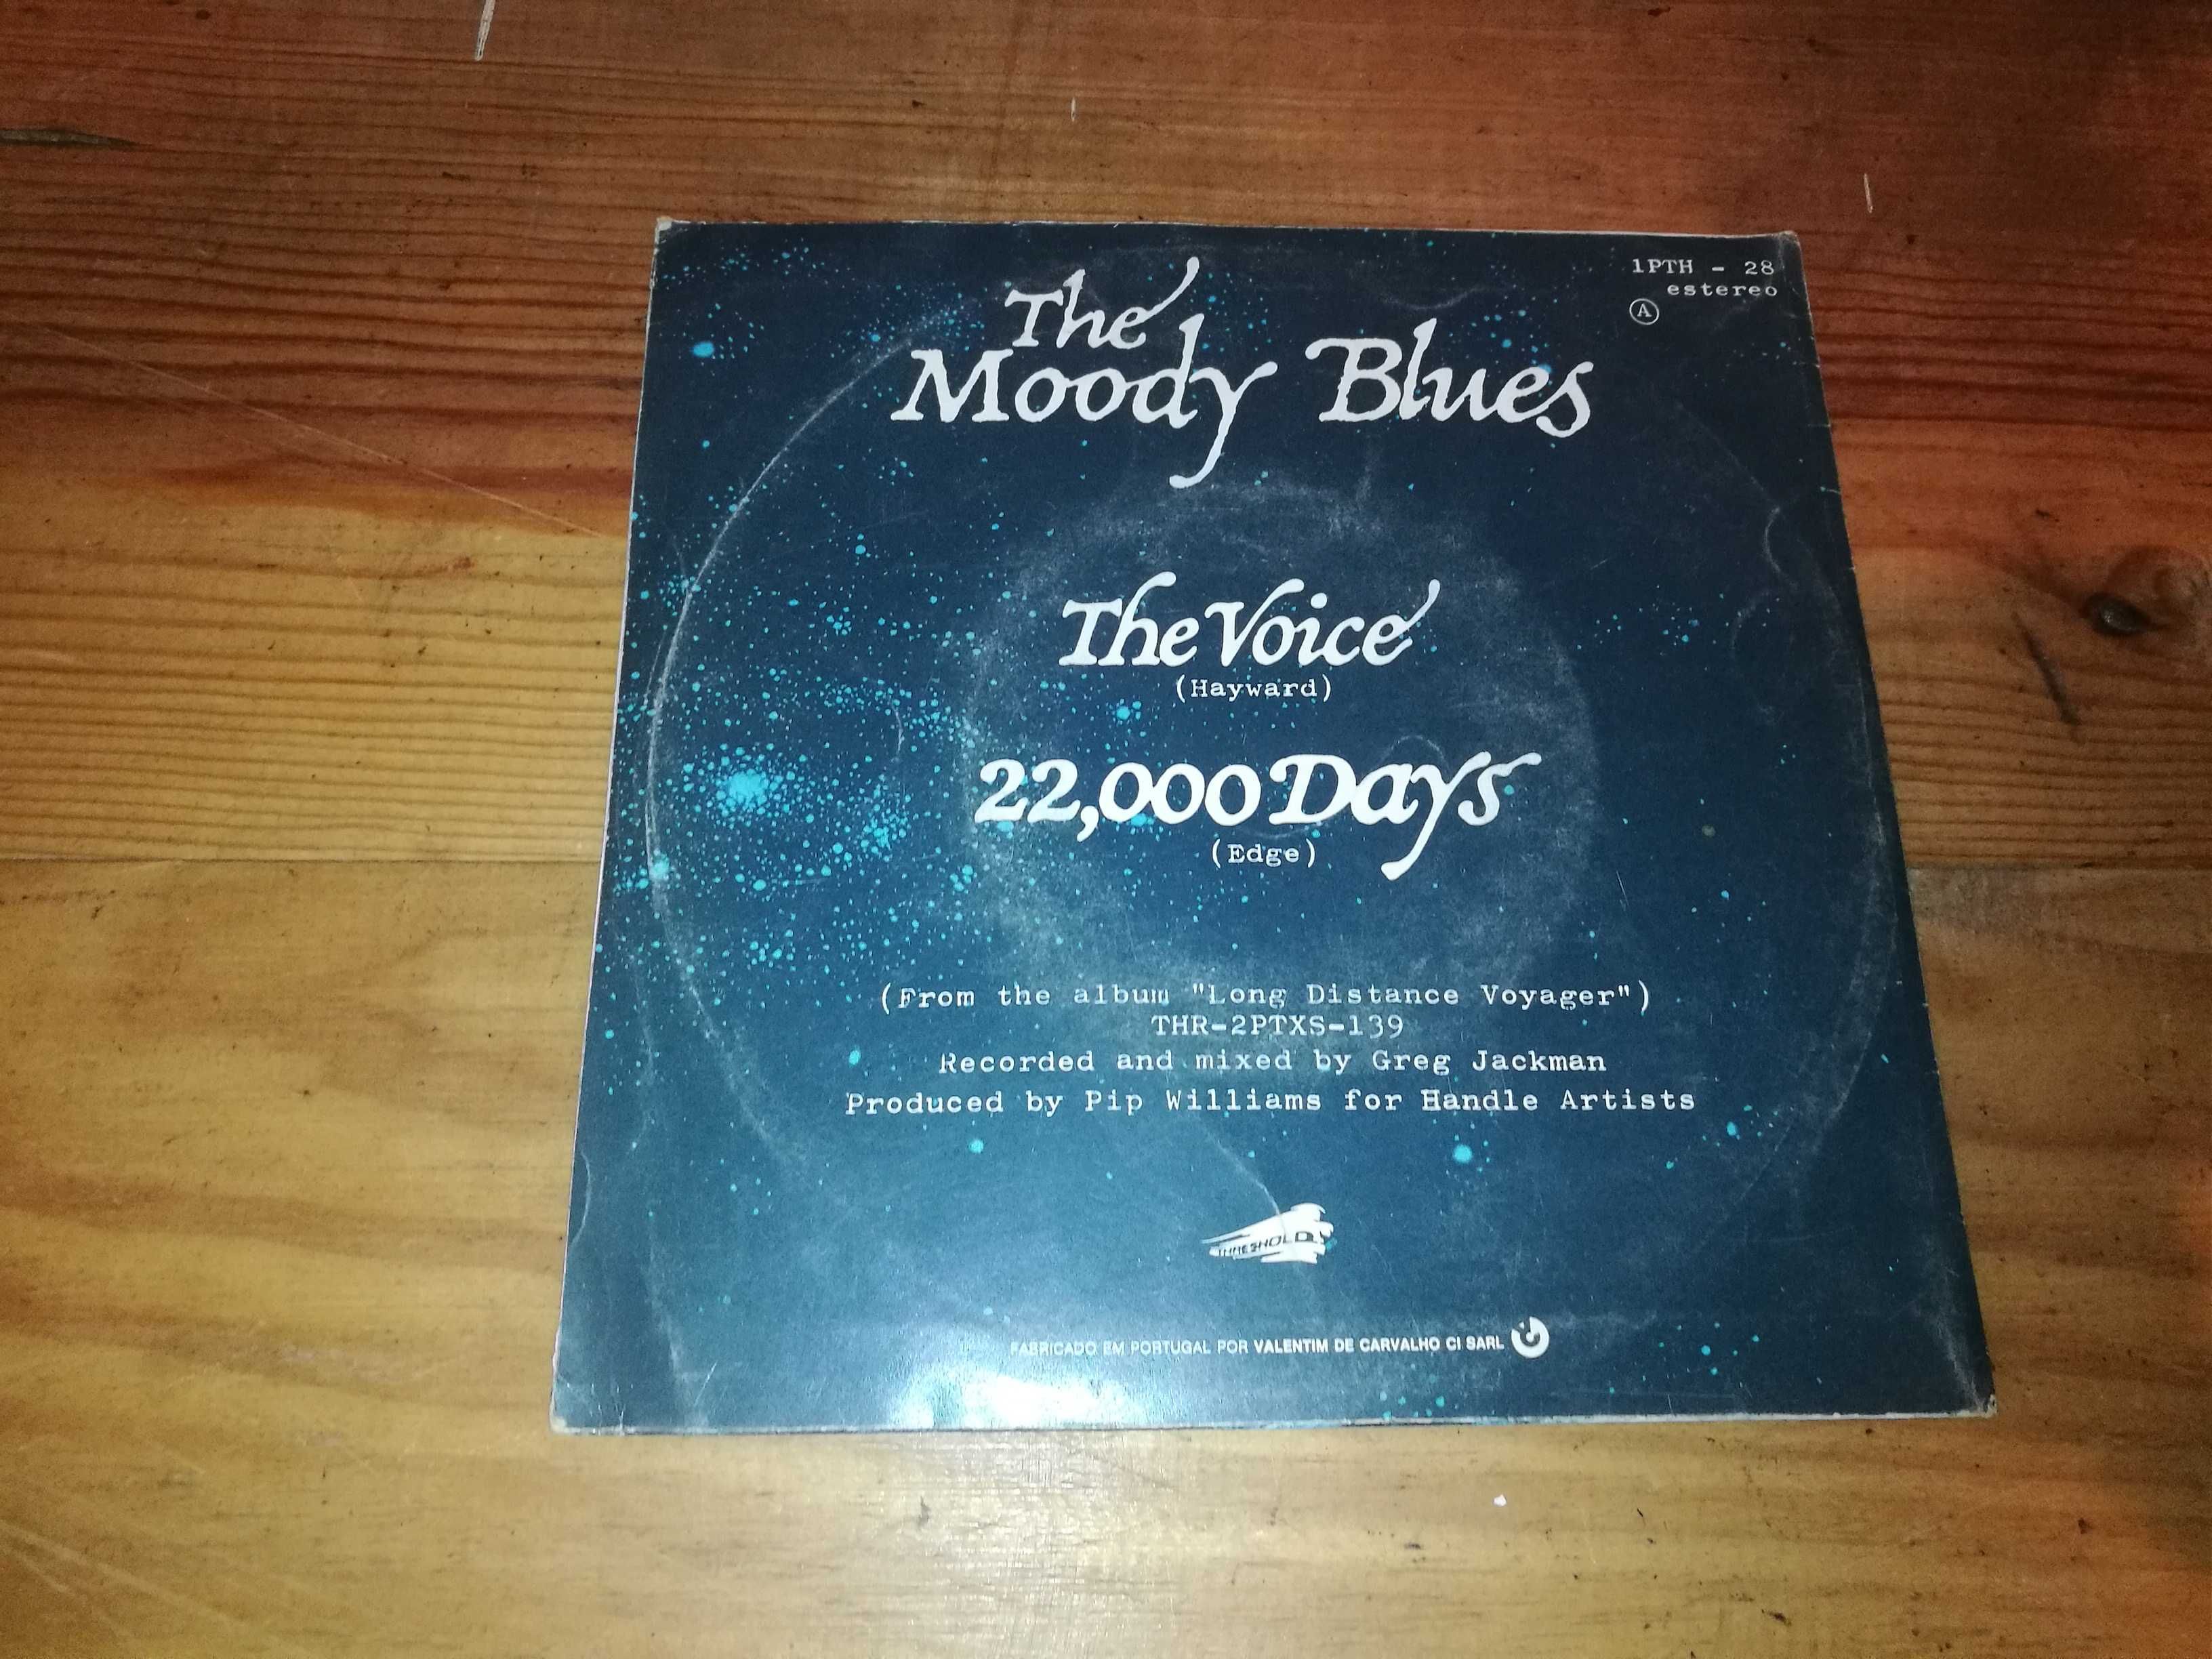 1PTH - 28
estereo
A
The
Moody Blues
The Voice
(Hayward)
22,000 Days
(Edge)
(From the album "Long Distance Voyager")
THR-2PTXS-139
Recorded and mixed by Greg Jackman
Produced by Pip Williams for Handle Artists
THRESHOLD
FABRICADO EM PORTUGAL POR VALENTIM DE CARVALHO CI SARL